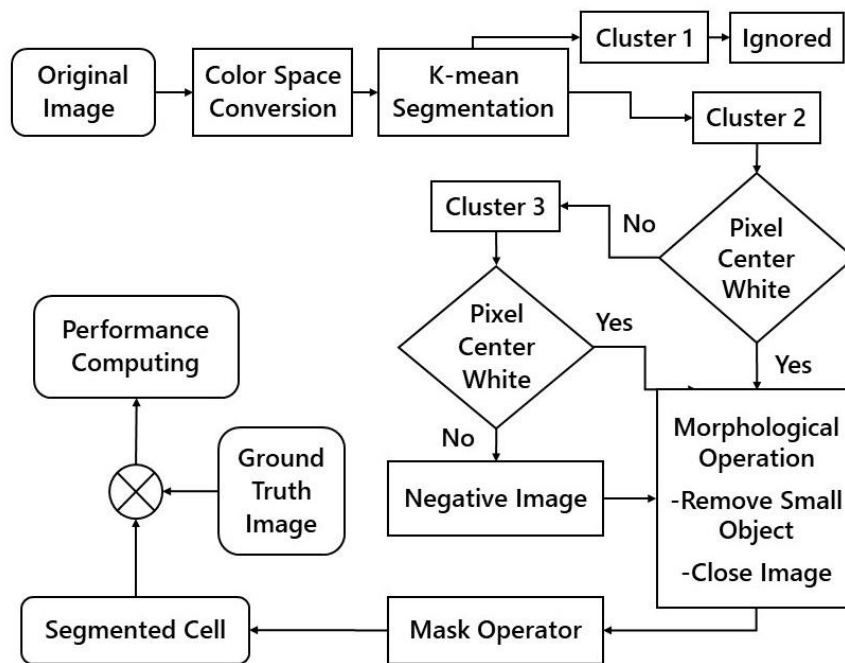 Original
Image
Color Space
Conversion
K-mean
Segmentation
Cluster 1
Ignored
Cluster 2
Pixel
Center
White
No
Yes
Cluster 3
Pixel
Center
White
Yes
No
Negative Image
Morphological
Operation
-Remove Small
Object
-Close Image
Mask Operator
Segmented Cell
Ground
Truth
Image
Performance
Computing